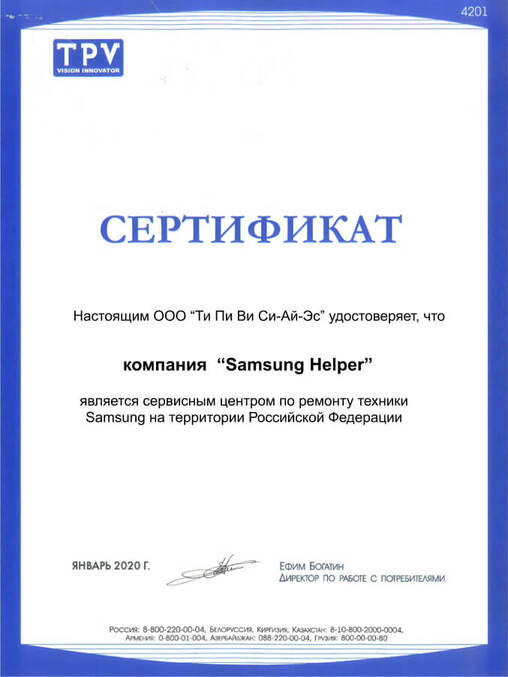 4201
TPV
VISION INNOVATOR
СЕРТИФИКАТ
Настоящим ООО “Ти Пи Ви Си-Ай-Эс” удостоверяет, что
компания “Samsung Helper”
является сервисным центром по ремонту техники
Samsung на территории Российской Федерации
ЯНВАРЬ 2020 Г.
ЕФИМ БОГАТИН
ДИРЕКТОР ПО РАБОТЕ С ПОТРЕБИТЕЛЯМИ
РОССИЯ: 8-800-220-00-04, БЕЛОРУССИЯ, КИРГИЗИЯ, КАЗАХСТАН: 8-10-800-2000-0004,
АРМЕНИЯ: 0-800-01-004, АЗЕРБАЙДЖАН: 088-220-00-04, ГРУЗИЯ: 800-00-00-80